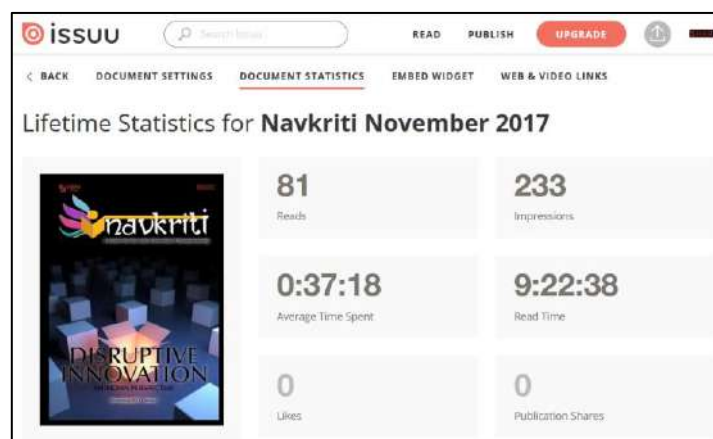 issuu
Search Issuu
READ
PUBLISH
UPGRADE
< BACK
DOCUMENT SETTINGS
DOCUMENT STATISTICS
EMBED WIDGET
WEB & VIDEO LINKS
Lifetime Statistics for Navkriti November 2017
navkriti
DISRUPTIVE
INNOVATION
81
Reads
233
Impressions
0:37:18
Average Time Spent
9:22:38
Read Time
0
Likes
0
Publication Shares